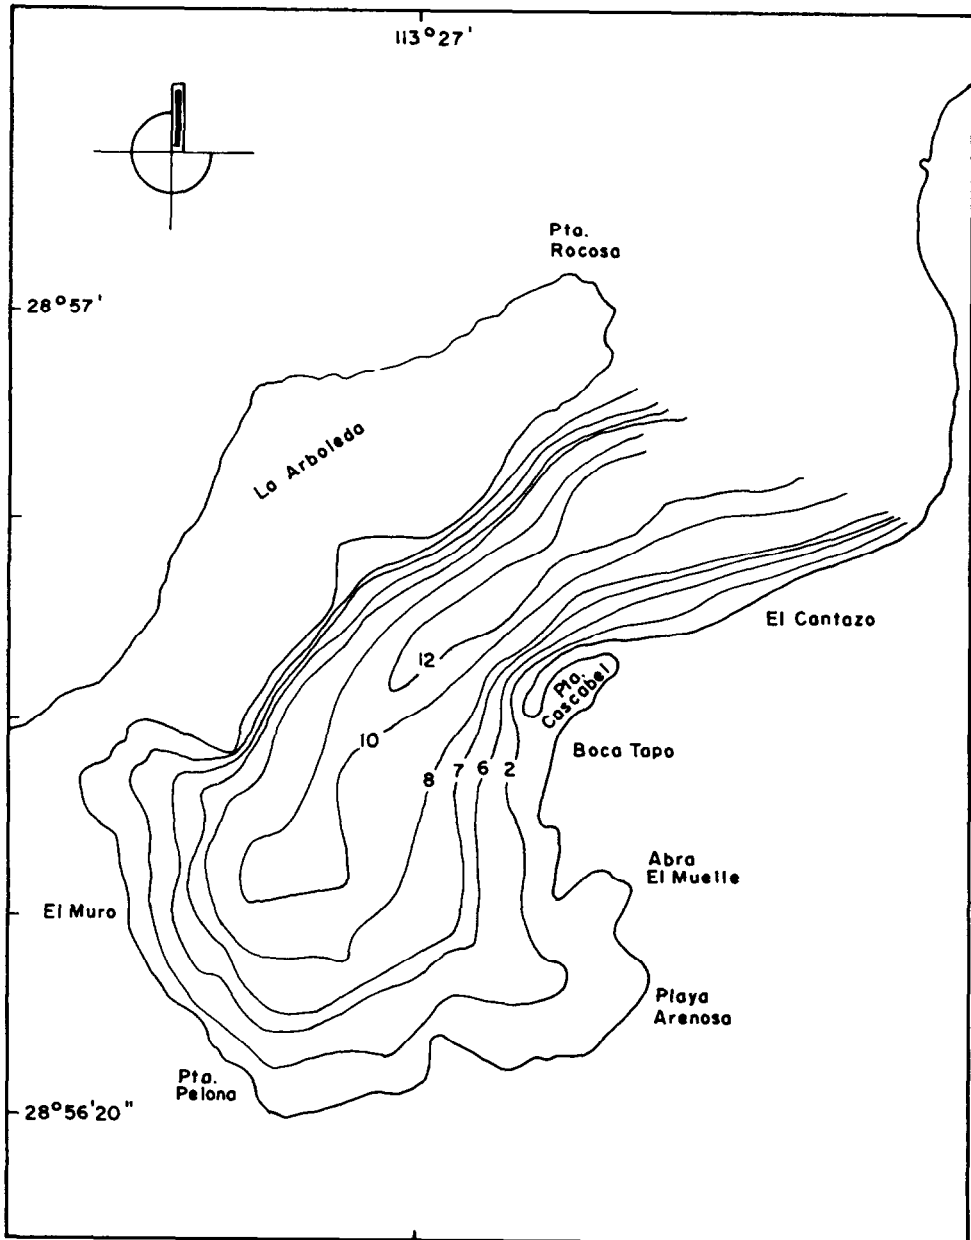 113°27'
Pta.
Rocosa
28°57'
La Arboleda
El Cantazo
12
Pta.
Cascabel
10
Boca Tapo
8
7
6
2
Abra
El Muelle
El Muro
Playa
Arenosa
Pta.
Pelona
28°56'20"